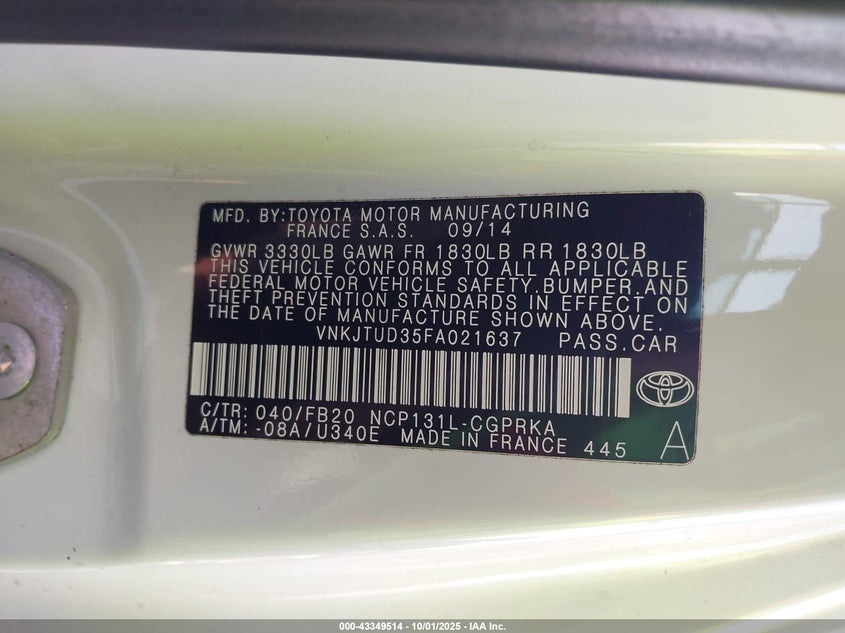 MFD. BY:TOYOTA MOTOR MANUFACTURING
FRANCE S.A.S. 09/14
GVWR 3330LB GAWR FR 1830LB RR 1830LB
THIS VEHICLE CONFORMS TO ALL APPLICABLE
FEDERAL MOTOR VEHICLE SAFETY,BUMPER,AND
THEFT PREVENTION STANDARDS IN EFFECT ON
THE DATE OF MANUFACTURE SHOWN ABOVE.
VNKJTUD35FA021637 PASS.CAR
C/TR: 040/FB20 NCP131L-CGPRKA
A/TM: -08A/U340E MADE IN FRANCE 445 A
000-43349514 - 10/01/2025 - IAA Inc.